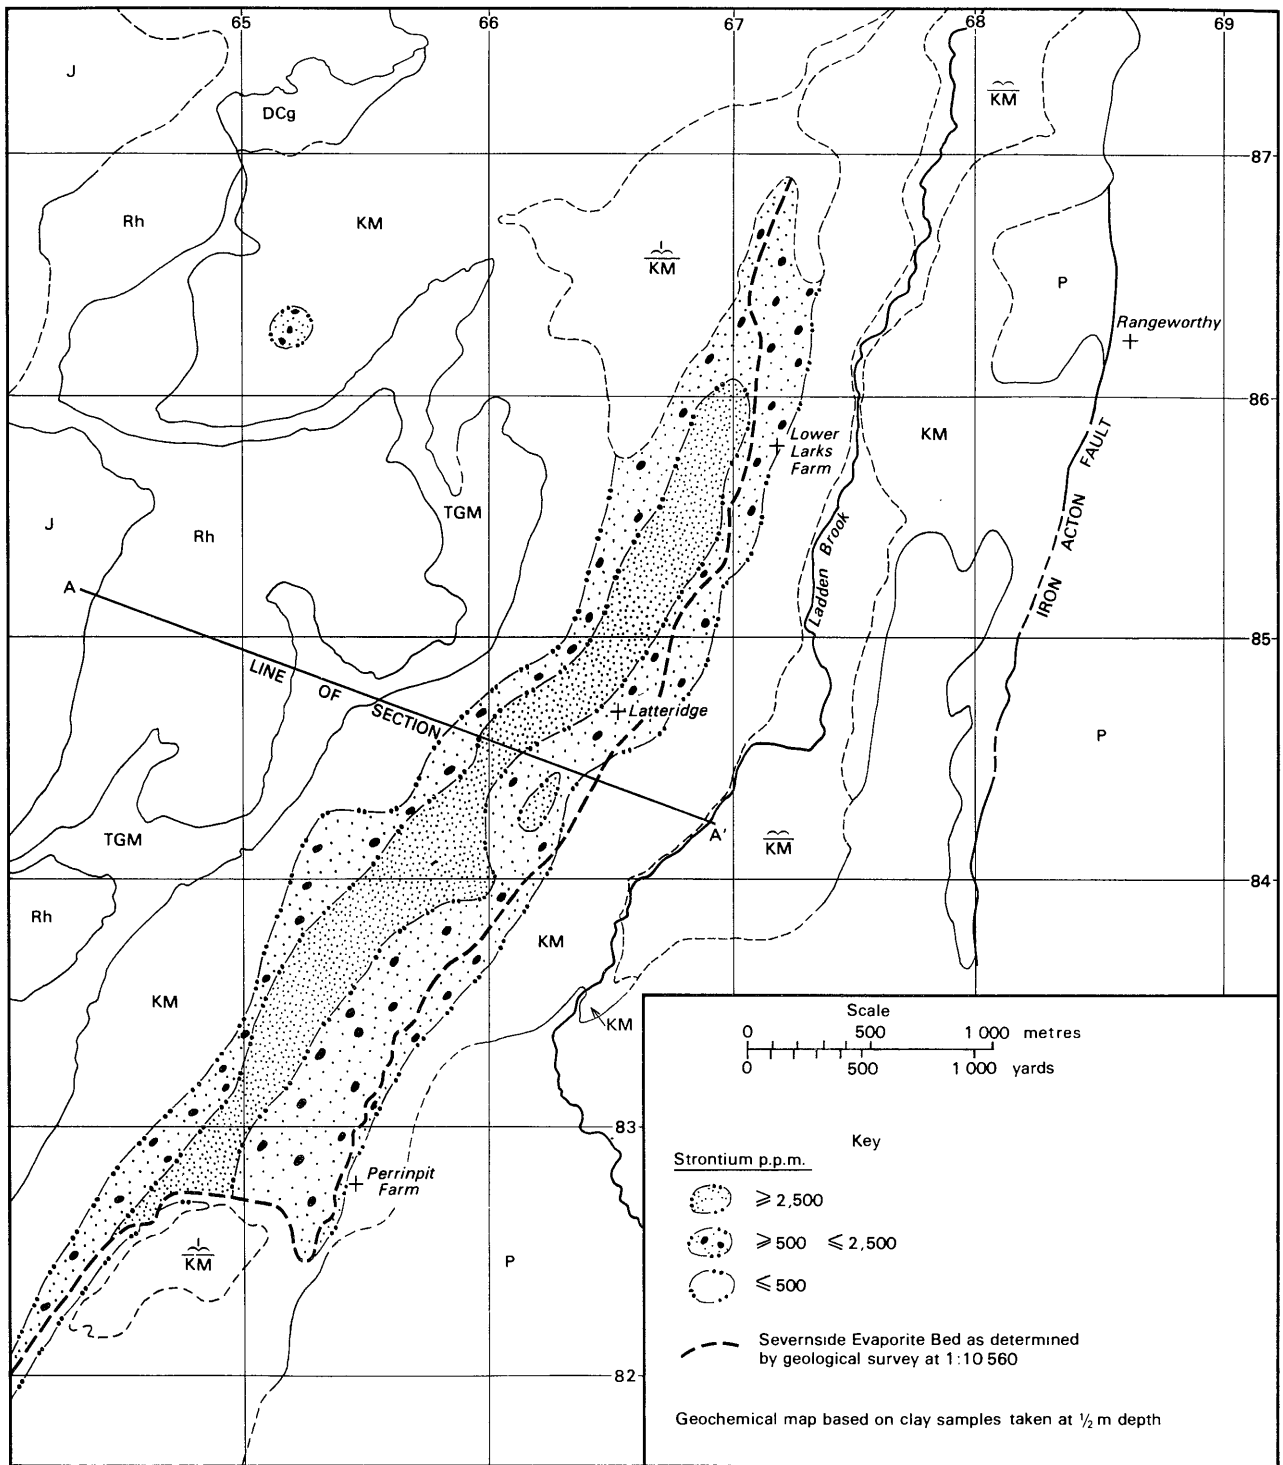 65
66
67
68
69
J
DCg
KM
87
Rh
KM
l
KM
P
Rangeworthy
86
Lower
Larks
Farm
KM
IRON ACTON FAULT
TGM
J
Rh
Ladden Brook
A
85
LINE OF SECTION
Latteridge
P
TGM
A'
KM
84
Rh
KM
KM
KM
83
Perrinpit
Farm
l
KM
P
82
Scale
0 500 1 000 metres
0 500 1 000 yards
Key
Strontium p.p.m.
⩾ 2,500
⩾ 500 ⩽ 2,500
⩽ 500
Severnside Evaporite Bed as determined
by geological survey at 1:10 560
Geochemical map based on clay samples taken at ½ m depth